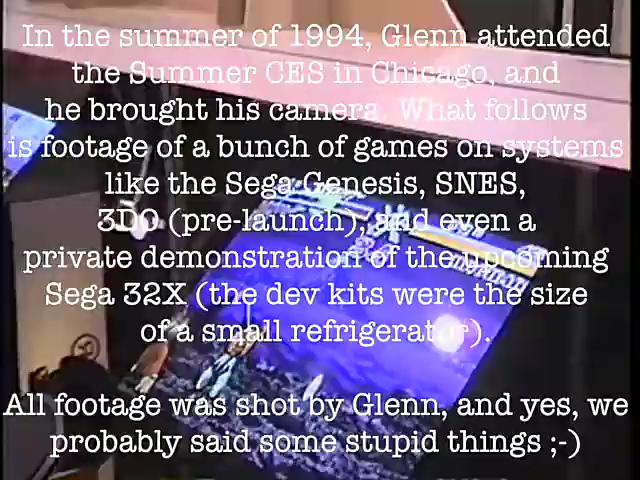 In the summer of 1994, Glenn attended
the Summer CES in Chicago, and
he brought his camera. What follows
is footage of a bunch of games on systems
like the Sega Genesis, SNES,
3DO (pre-launch), and even a
private demonstration of the upcoming
Sega 32X (the dev kits were the size
of a small refrigerator).
All footage was shot by Glenn, and yes, we
probably said some stupid things ;-)